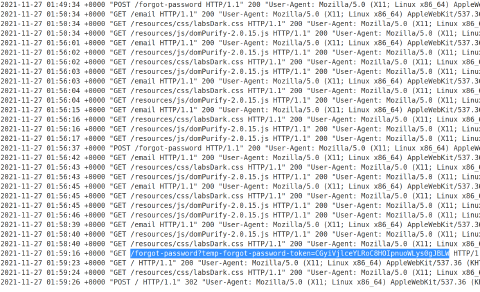 2021-11-27 01:49:34 +0000 "POST /forgot-password HTTP/1.1" 200 "User-Agent: Mozilla/5.0 (X11; Linux x86_64) AppleWe
2021-11-27 01:50:34 +0000 "GET /email HTTP/1.1" 200 "User-Agent: Mozilla/5.0 (X11; Linux x86_64) AppleWebKit/537.
2021-11-27 01:50:34 +0000 "GET /resources/css/labsDark.css HTTP/1.1" 200 "User-Agent: Mozilla/5.0 (X11; Linux x86_
2021-11-27 01:50:34 +0000 "GET /resources/js/domPurify-2.0.15.js HTTP/1.1" 200 "User-Agent: Mozilla/5.0 (X11; Linu
2021-11-27 01:56:01 +0000 "GET /email HTTP/1.1" 200 "User-Agent: Mozilla/5.0 (X11; Linux x86_64) AppleWebKit/537.36
2021-11-27 01:56:02 +0000 "GET /resources/js/domPurify-2.0.15.js HTTP/1.1" 200 "User-Agent: Mozilla/5.0 (X11; Linu
2021-11-27 01:56:02 +0000 "GET /resources/css/labsDark.css HTTP/1.1" 200 "User-Agent: Mozilla/5.0 (X11; Linux x86_
2021-11-27 01:56:03 +0000 "GET /resources/js/domPurify-2.0.15.js HTTP/1.1" 200 "User-Agent: Mozilla/5.0 (X11; Linu
2021-11-27 01:56:03 +0000 "GET /email HTTP/1.1" 200 "User-Agent: Mozilla/5.0 (X11; Linux x86_64) AppleWebKit/537.36
2021-11-27 01:56:04 +0000 "GET /resources/css/labsDark.css HTTP/1.1" 200 "User-Agent: Mozilla/5.0 (X11; Linux x86_
2021-11-27 01:56:04 +0000 "GET /resources/js/domPurify-2.0.15.js HTTP/1.1" 200 "User-Agent: Mozilla/5.0 (X11; Linu
2021-11-27 01:56:15 +0000 "GET /email HTTP/1.1" 200 "User-Agent: Mozilla/5.0 (X11; Linux x86_64) AppleWebKit/537.36
2021-11-27 01:56:16 +0000 "GET /resources/css/labsDark.css HTTP/1.1" 200 "User-Agent: Mozilla/5.0 (X11; Linux x86_
2021-11-27 01:56:16 +0000 "GET /resources/js/domPurify-2.0.15.js HTTP/1.1" 200 "User-Agent: Mozilla/5.0 (X11; Linu
2021-11-27 01:56:17 +0000 "GET /resources/js/domPurify-2.0.15.js HTTP/1.1" 200 "User-Agent: Mozilla/5.0 (X11; Linu
2021-11-27 01:56:37 +0000 "POST /forgot-password HTTP/1.1" 200 "User-Agent: Mozilla/5.0 (X11; Linux x86_64) AppleWe
2021-11-27 01:56:42 +0000 "GET /email HTTP/1.1" 200 "User-Agent: Mozilla/5.0 (X11; Linux x86_64) AppleWebKit/537.36
2021-11-27 01:56:43 +0000 "GET /resources/css/labsDark.css HTTP/1.1" 200 "User-Agent: Mozilla/5.0 (X11; Linux x86_
2021-11-27 01:56:43 +0000 "GET /resources/js/domPurify-2.0.15.js HTTP/1.1" 200 "User-Agent: Mozilla/5.0 (X11; Linu
2021-11-27 01:56:45 +0000 "GET /email HTTP/1.1" 200 "User-Agent: Mozilla/5.0 (X11; Linux x86_64) AppleWebKit/537.36
2021-11-27 01:56:45 +0000 "GET /resources/css/labsDark.css HTTP/1.1" 200 "User-Agent: Mozilla/5.0 (X11; Linux x86_
2021-11-27 01:56:45 +0000 "GET /resources/js/domPurify-2.0.15.js HTTP/1.1" 200 "User-Agent: Mozilla/5.0 (X11; Linu
2021-11-27 01:56:46 +0000 "GET /resources/js/domPurify-2.0.15.js HTTP/1.1" 200 "User-Agent: Mozilla/5.0 (X11; Linu
2021-11-27 01:58:39 +0000 "GET /email HTTP/1.1" 200 "User-Agent: Mozilla/5.0 (X11; Linux x86_64) AppleWebKit/537.36
2021-11-27 01:58:40 +0000 "GET /resources/js/domPurify-2.0.15.js HTTP/1.1" 200 "User-Agent: Mozilla/5.0 (X11; Linu
2021-11-27 01:58:40 +0000 "GET /resources/css/labsDark.css HTTP/1.1" 200 "User-Agent: Mozilla/5.0 (X11; Linux x86_
2021-11-27 01:59:16 +0000 "GET /forgot-password?temp-forgot-password-token=CGyiVjiceYLRoC8HOIpnuoWLys0gJ8LW HTTP/1
2021-11-27 01:59:23 +0000 "GET / HTTP/1.1" 200 "User-Agent: Mozilla/5.0 (X11; Linux x86_64) AppleWebKit/537.36 (KHT
2021-11-27 01:59:26 +0000 "POST / HTTP/1.1" 302 "User-Agent: Mozilla/5.0 (X11; Linux x86_64) AppleWebKit/537.36 (KH